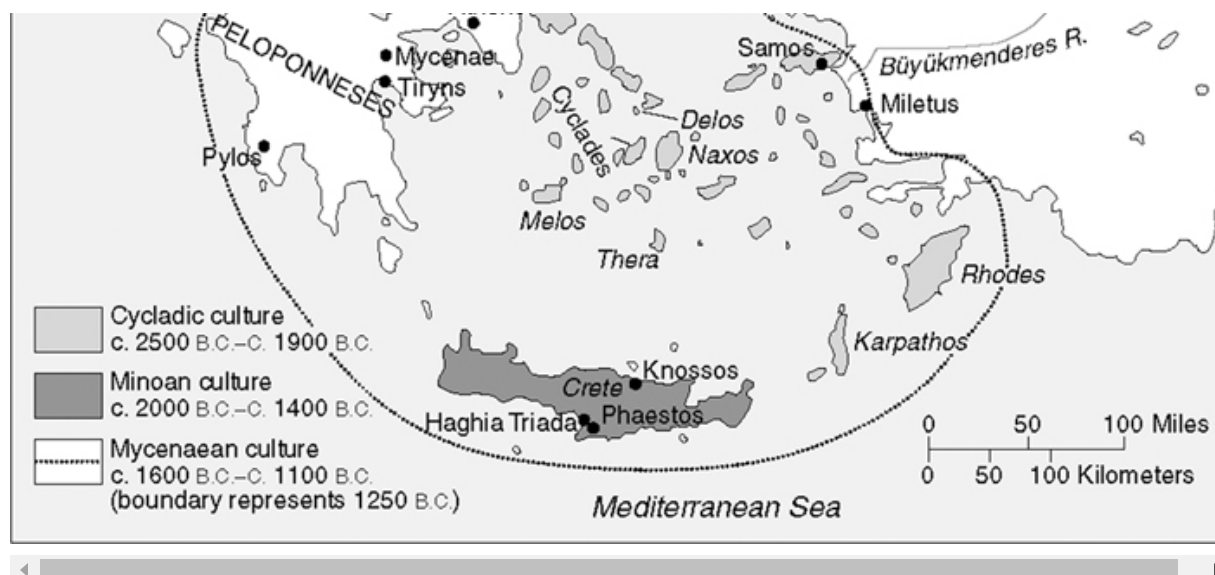 PELOPONNESES
Mycenae
Tiryns
Pylos
Cyclades
Delos
Naxos
Melos
Thera
Samos
Büyükmenderes R.
Miletus
Rhodes
Karpathos
Crete
Knossos
Phaestos
Haghia Triada
Cycladic culture
c. 2500 B.C.–C. 1900 B.C.
Minoan culture
c. 2000 B.C.–C. 1400 B.C.
Mycenaean culture
c. 1600 B.C.–C. 1100 B.C.
(boundary represents 1250 B.C.)
0 50 100 Miles
0 50 100 Kilometers
Mediterranean Sea